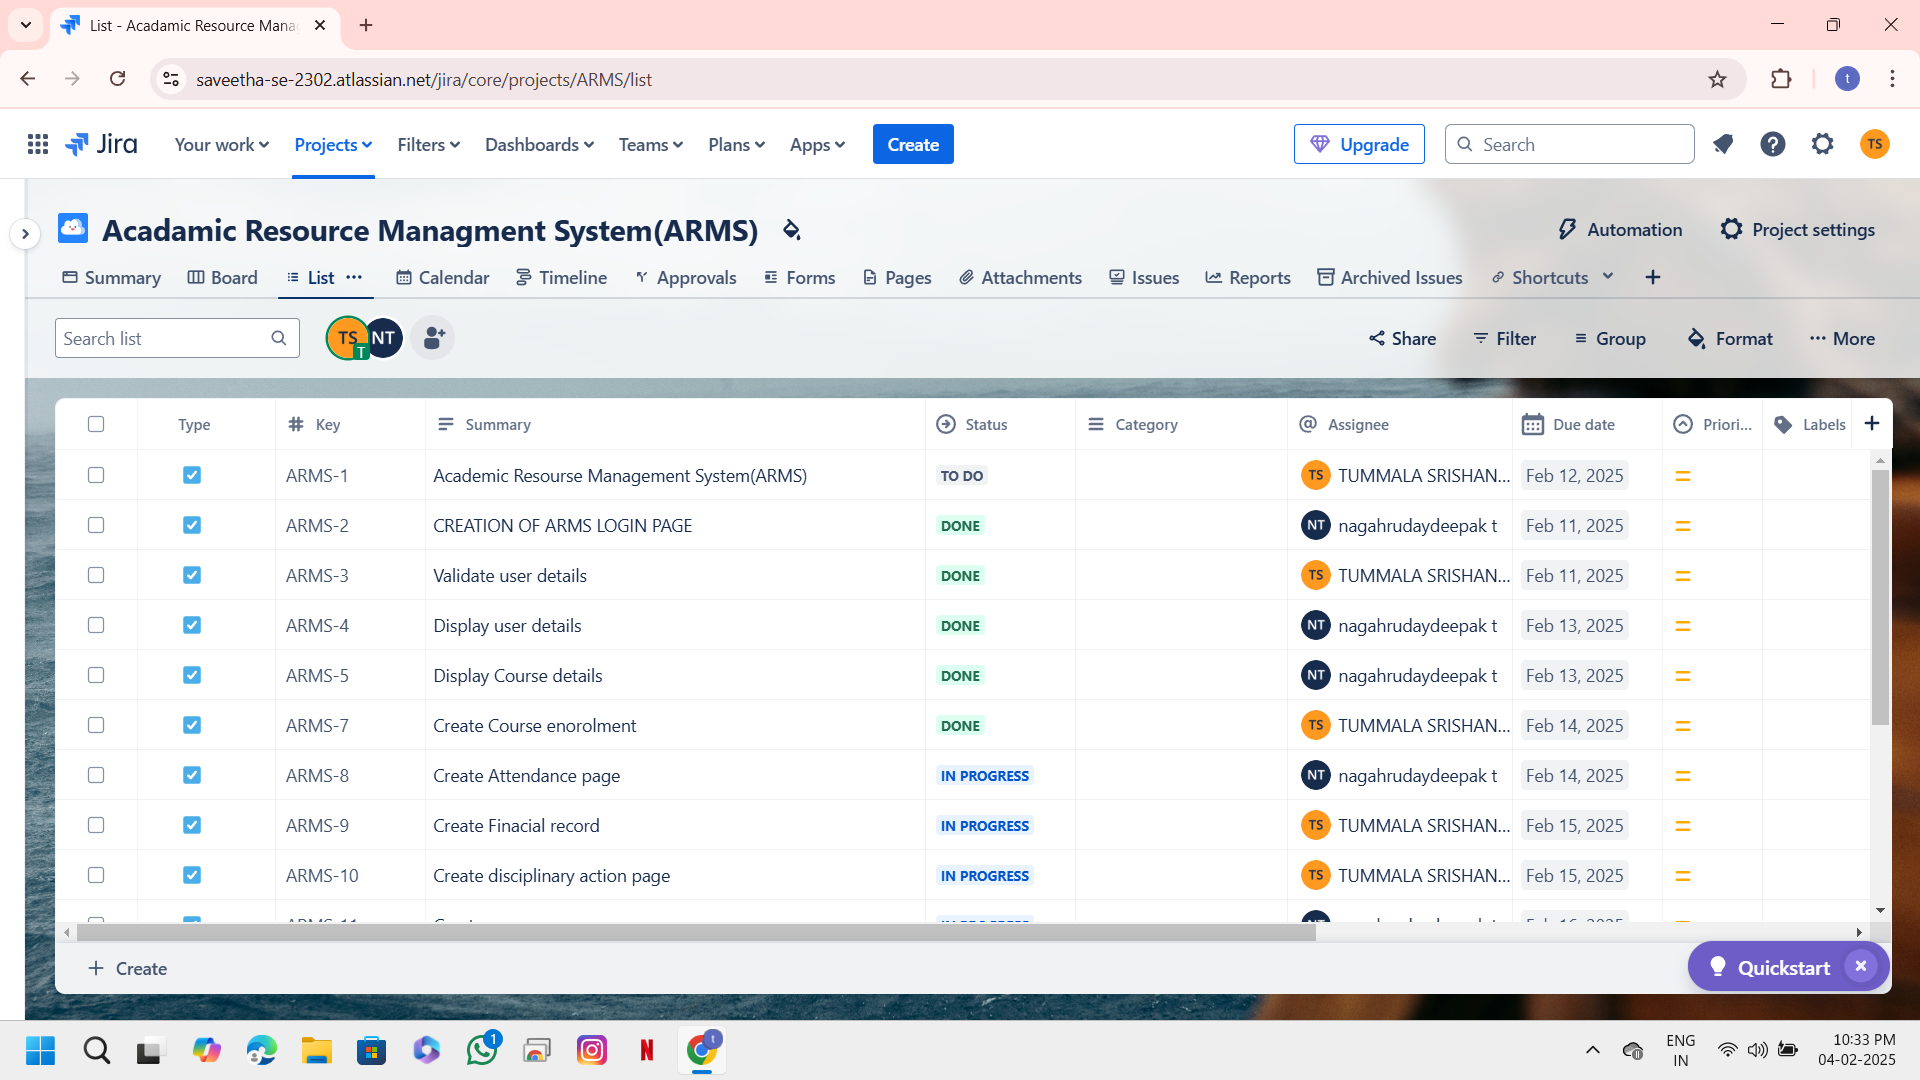 List - Acadamic Resource Mana
saveetha-se-2302.atlassian.net/jira/core/projects/ARMS/list
t
Jira
Your work
Projects
Filters
Dashboards
Teams
Plans
Apps
Create
Upgrade
Search
TS
Acadamic Resource Managment System(ARMS)
Automation
Project settings
Summary
Board
List
Calendar
Timeline
Approvals
Forms
Pages
Attachments
Issues
Reports
Archived Issues
Shortcuts
Search list
TS T NT
Share
Filter
Group
Format
More
Type Key Summary Status Category Assignee Due date Priori... Labels
ARMS-1 Academic Resourse Management System(ARMS) TO DO TS TUMMALA SRISHAN... Feb 12, 2025
ARMS-2 CREATION OF ARMS LOGIN PAGE DONE NT nagahrudaydeepak t Feb 11, 2025
ARMS-3 Validate user details DONE TS TUMMALA SRISHAN... Feb 11, 2025
ARMS-4 Display user details DONE NT nagahrudaydeepak t Feb 13, 2025
ARMS-5 Display Course details DONE NT nagahrudaydeepak t Feb 13, 2025
ARMS-7 Create Course enorolment DONE TS TUMMALA SRISHAN... Feb 14, 2025
ARMS-8 Create Attendance page IN PROGRESS NT nagahrudaydeepak t Feb 14, 2025
ARMS-9 Create Finacial record IN PROGRESS TS TUMMALA SRISHAN... Feb 15, 2025
ARMS-10 Create disciplinary action page IN PROGRESS TS TUMMALA SRISHAN... Feb 15, 2025
Create
Quickstart
1
N
t
ENG
IN
10:33 PM
04-02-2025